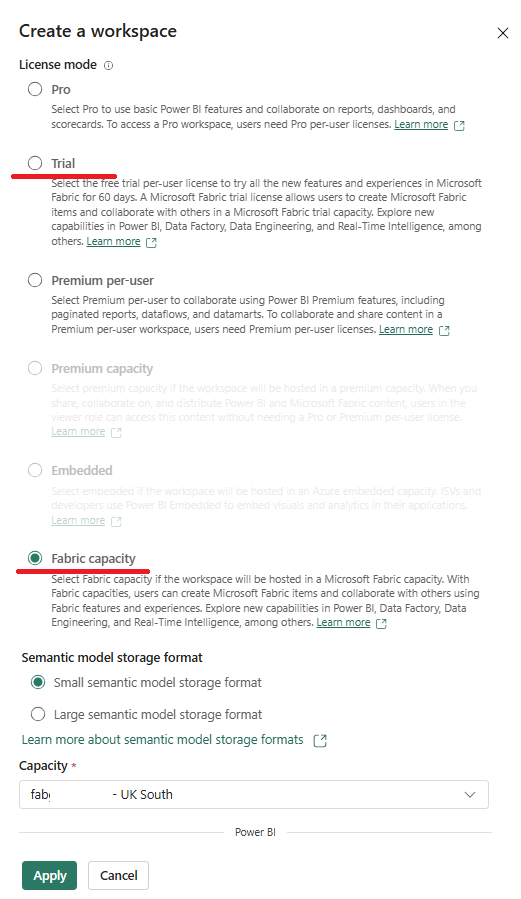 Create a workspace
License mode
Pro
Select Pro to use basic Power BI features and collaborate on reports, dashboards, and
scorecards. To access a Pro workspace, users need Pro per-user licenses. Learn more
Trial
Select the free trial per-user license to try all the new features and experiences in Microsoft
Fabric for 60 days. A Microsoft Fabric trial license allows users to create Microsoft Fabric
items and collaborate with others in a Microsoft Fabric trial capacity. Explore new
capabilities in Power BI, Data Factory, Data Engineering, and Real-Time Intelligence, among
others. Learn more
Premium per-user
Select Premium per-user to collaborate using Power BI Premium features, including
paginated reports, dataflows, and datamarts. To collaborate and share content in a
Premium per-user workspace, users need Premium per-user licenses. Learn more
Premium capacity
Select premium capacity if the workspace will be hosted in a premium capacity. When you
share, collaborate on, and distribute Power BI and Microsoft Fabric content, users in the
viewer role can access this content without needing a Pro or Premium per-user license.
Learn more
Embedded
Select embedded if the workspace will be hosted in an Azure embedded capacity. ISVs and
developers use Power BI Embedded to embed visuals and analytics in their applications.
Learn more
Fabric capacity
Select Fabric capacity if the workspace will be hosted in a Microsoft Fabric capacity. With
Fabric capacities, users can create Microsoft Fabric items and collaborate with others using
Fabric features and experiences. Explore new capabilities in Power BI, Data Factory, Data
Engineering, and Real-Time Intelligence, among others. Learn more
Semantic model storage format
Small semantic model storage format
Large semantic model storage format
Learn more about semantic model storage formats
Capacity *
- UK South
Power BI
Apply Cancel